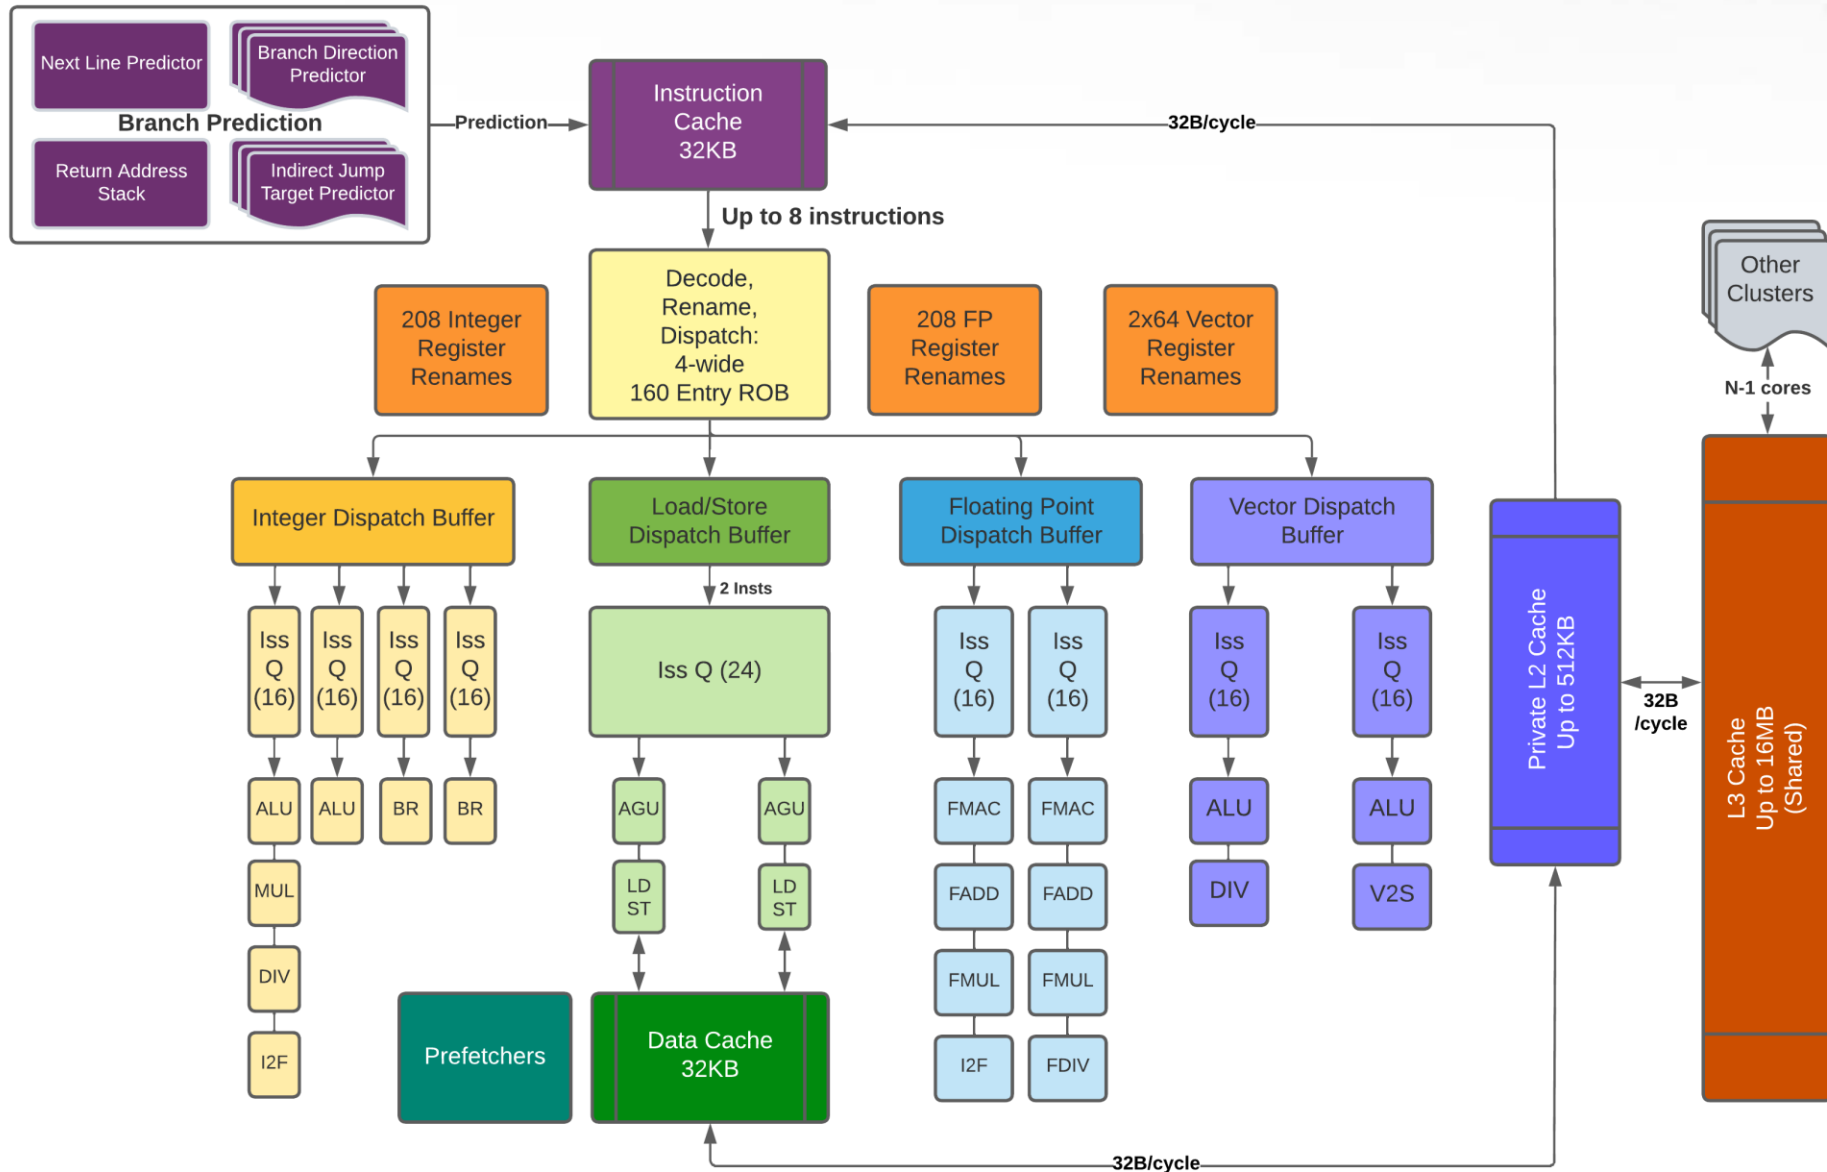 Next Line Predictor
Branch Direction
Predictor
Branch Prediction
Return Address
Stack
Indirect Jump
Target Predictor
Prediction
Instruction
Cache
32KB
32B/cycle
Up to 8 instructions
208 Integer
Register
Renames
Decode,
Rename,
Dispatch:
4-wide
160 Entry ROB
208 FP
Register
Renames
2x64 Vector
Register
Renames
Other
Clusters
N-1 cores
Integer Dispatch Buffer
Load/Store
Dispatch Buffer
Floating Point
Dispatch Buffer
Vector Dispatch
Buffer
2 Insts
Iss
Q
(16)
Iss
Q
(16)
Iss
Q
(16)
Iss
Q
(16)
Iss Q (24)
Iss
Q
(16)
Iss
Q
(16)
Iss
Q
(16)
Iss
Q
(16)
Private L2 Cache
Up to 512KB
32B
/cycle
L3 Cache
Up to 16MB
(Shared)
ALU
ALU
BR
BR
AGU
AGU
FMAC
FMAC
ALU
ALU
MUL
LD
ST
LD
ST
FADD
FADD
DIV
V2S
DIV
FMUL
FMUL
I2F
Prefetchers
Data Cache
32KB
I2F
FDIV
32B/cycle